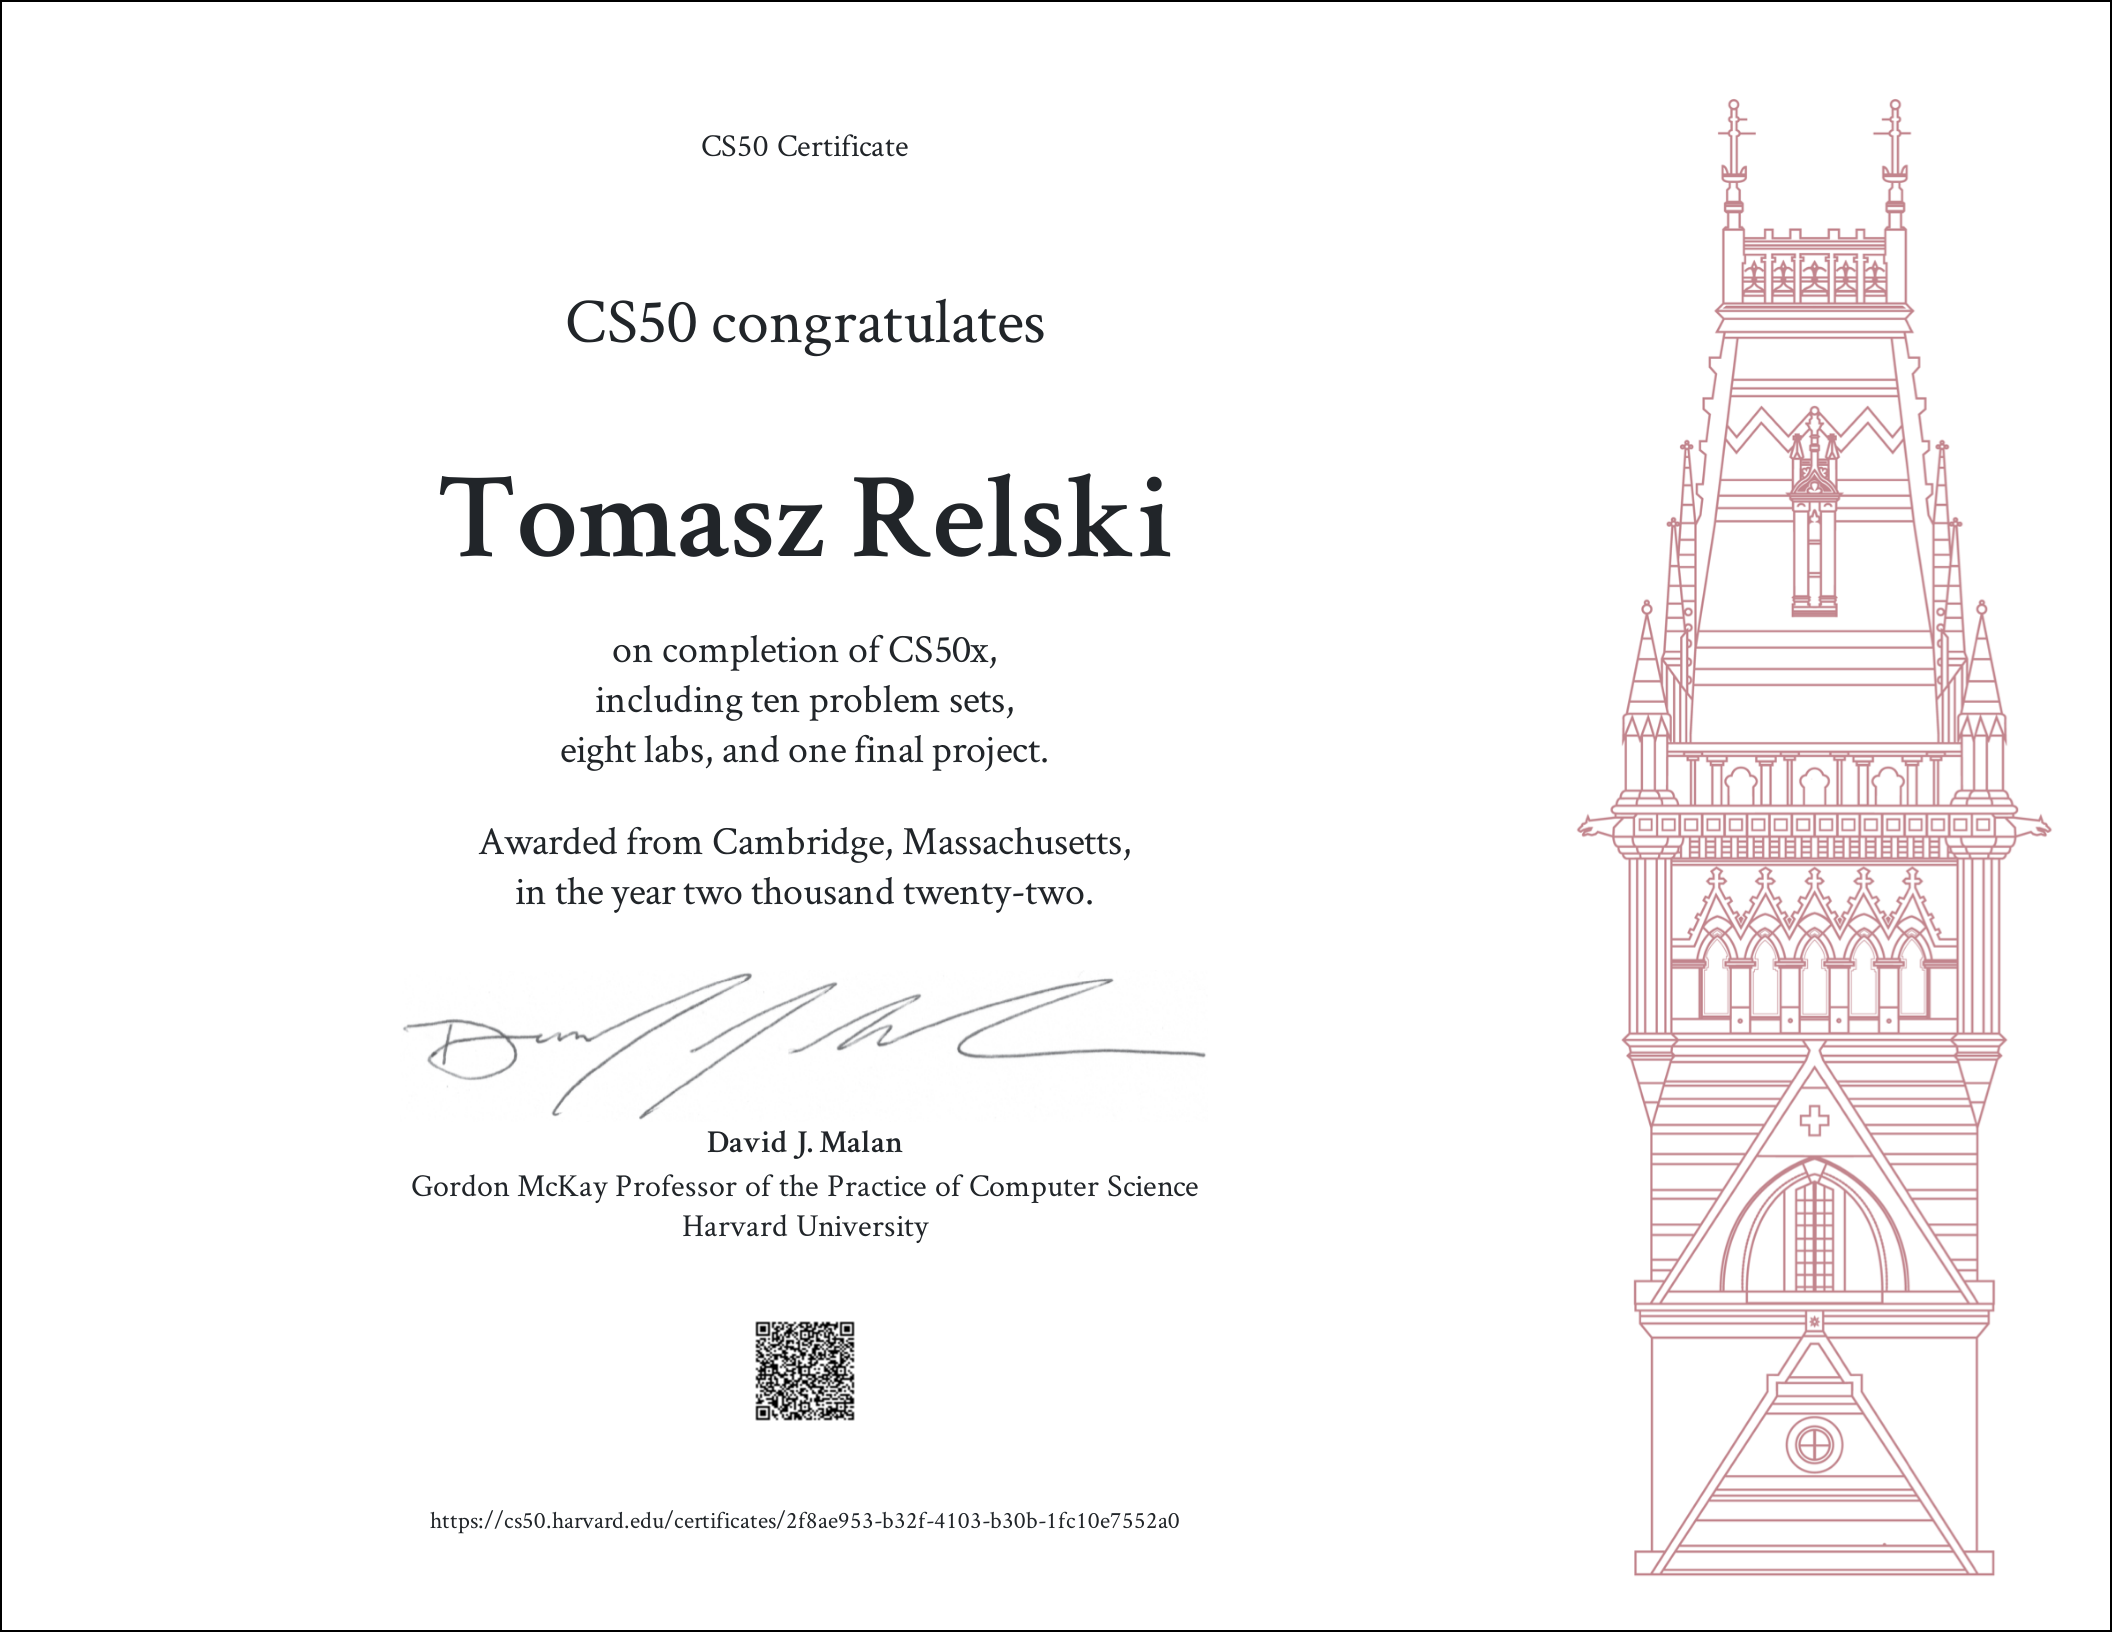 CS50 Certificate
CS50 congratulates
Tomasz Relski
on completion of CS50x,
including ten problem sets,
eight labs, and one final project.
Awarded from Cambridge, Massachusetts,
in the year two thousand twenty-two.
David J. Malan
Gordon McKay Professor of the Practice of Computer Science
Harvard University
https://cs50.harvard.edu/certificates/2f8ae953-b32f-4103-b30b-1fc10e7552a0